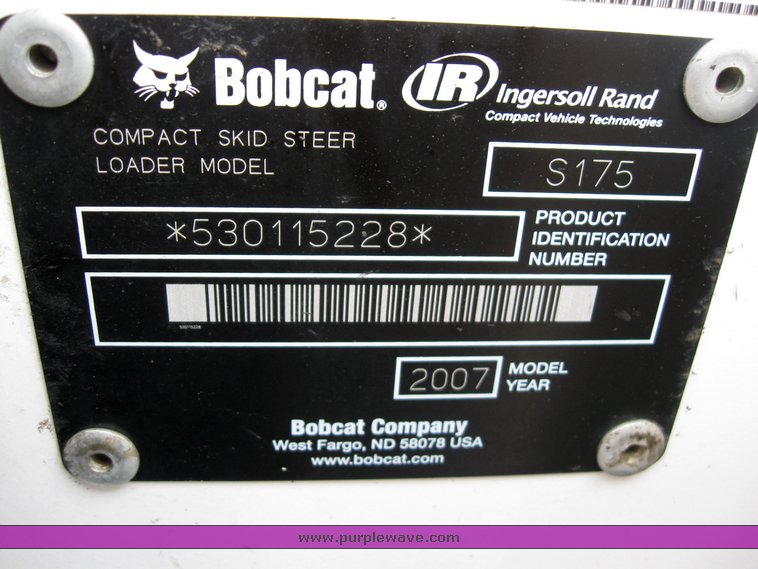 Bobcat®
IR Ingersoll Rand
Compact Vehicle Technologies
COMPACT SKID STEER
LOADER MODEL
S175
*530115228*
PRODUCT
IDENTIFICATION
NUMBER
530115228
2007
MODEL
YEAR
Bobcat Company
West Fargo, ND 58078 USA
www.bobcat.com
www.purplewave.com